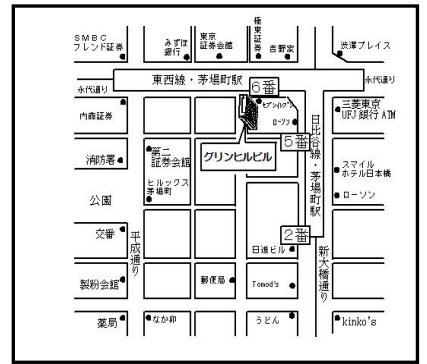 SMBC
フレンド証券
みずほ
銀行
東京
証券会館
極東証券
吉野家
渋澤プレイス
永代通り
東西線・茅場町駅
永代通り
6番
内藤証券
セブンイレブン
ローソン
三菱東京
UFJ銀行ATM
5番
日比谷線・茅場町駅
消防署
第二
証券会館
グリンヒルビル
スマイル
ホテル日本橋
ヒルックス
茅場町
ローソン
公園
交番
平成通り
2番
日進ビル
新大橋通り
製粉会館
郵便局
Tomod's
薬局
なか卯
うどん
kinko's